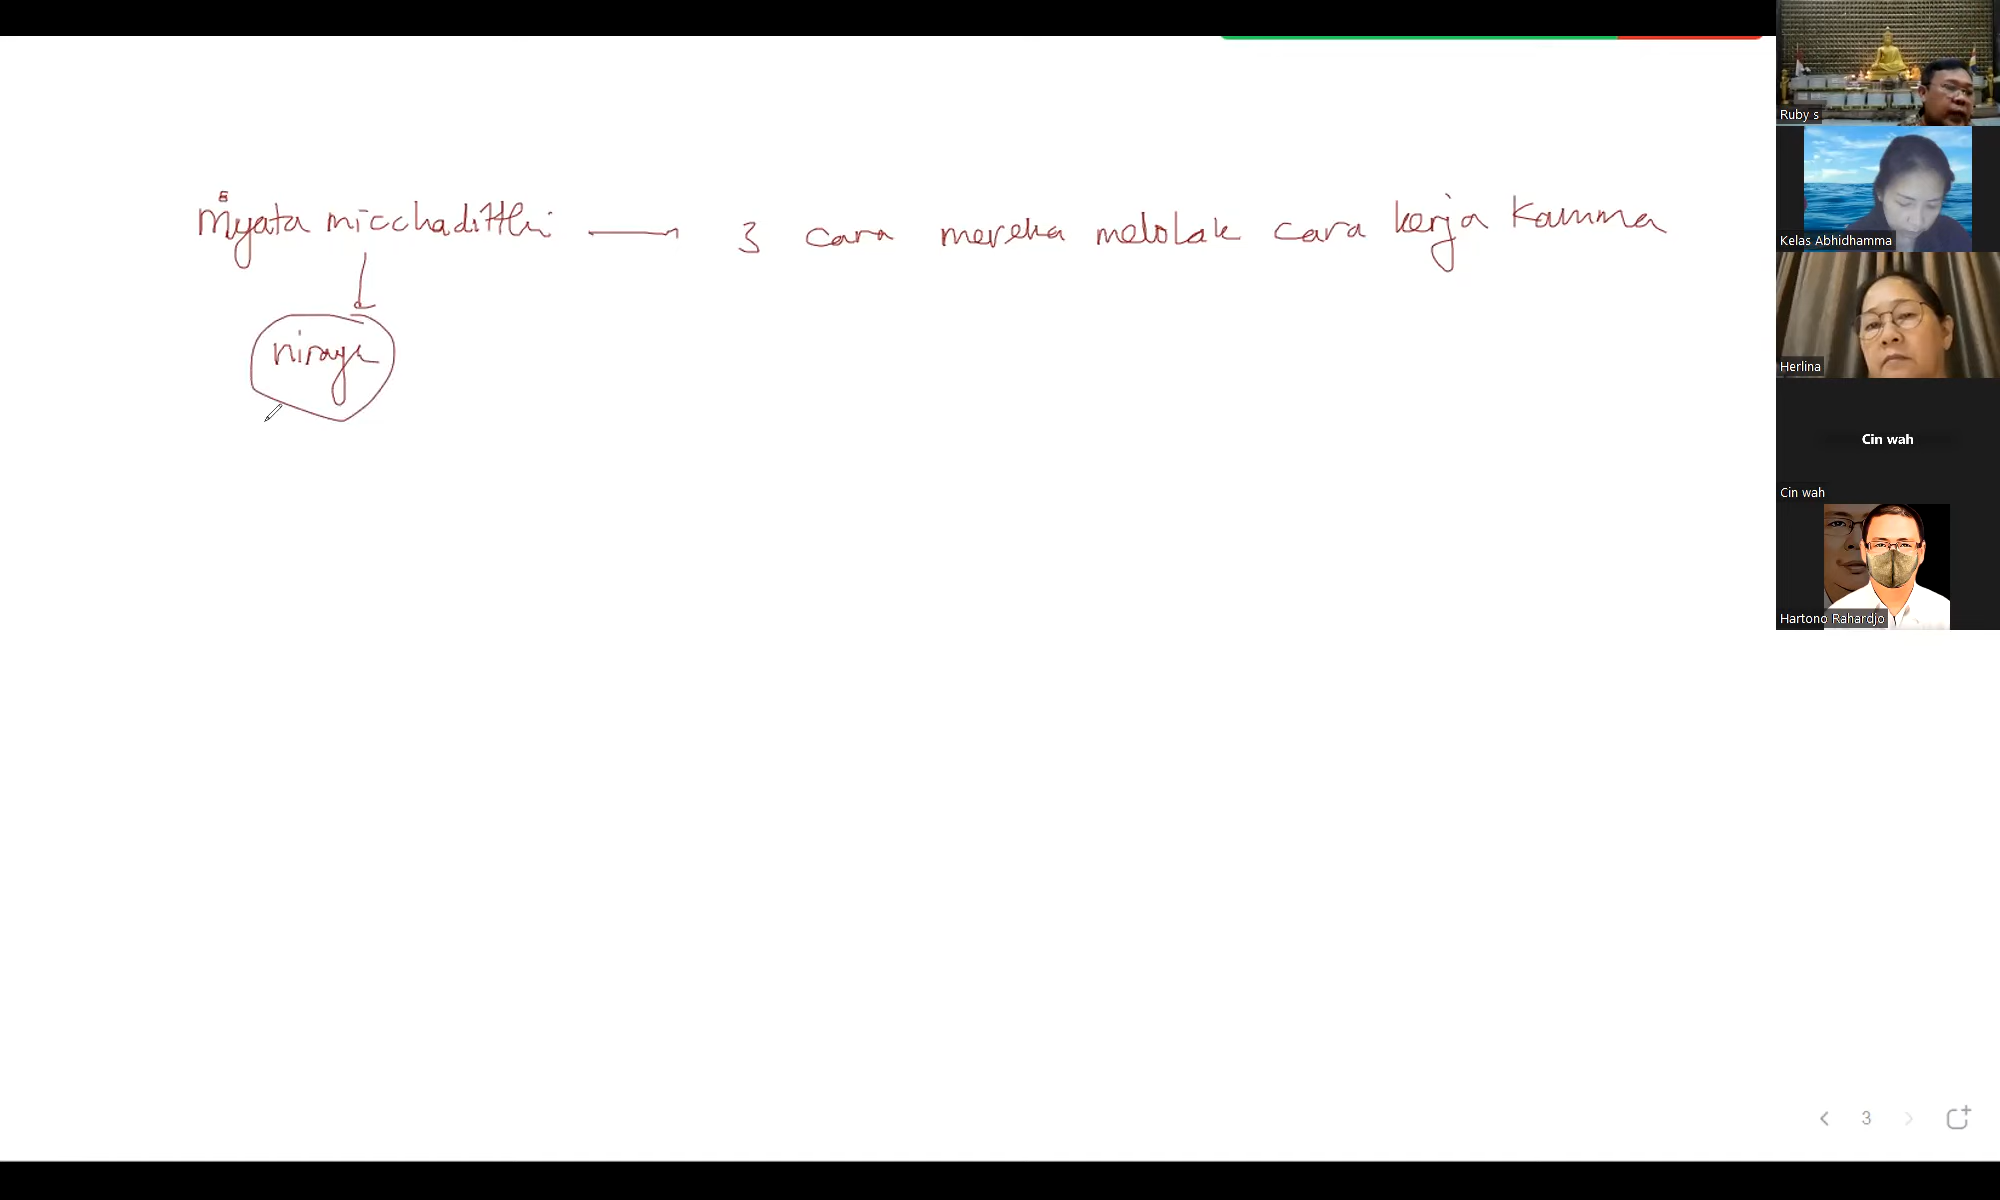 Niyata micchaditthi — 3 cara mereka menolak cara kerja Kamma
niraya
Ruby s
Kelas Abhidhamma
Herlina
Cin wah
Cin wah
Hartono Rahardjo
3